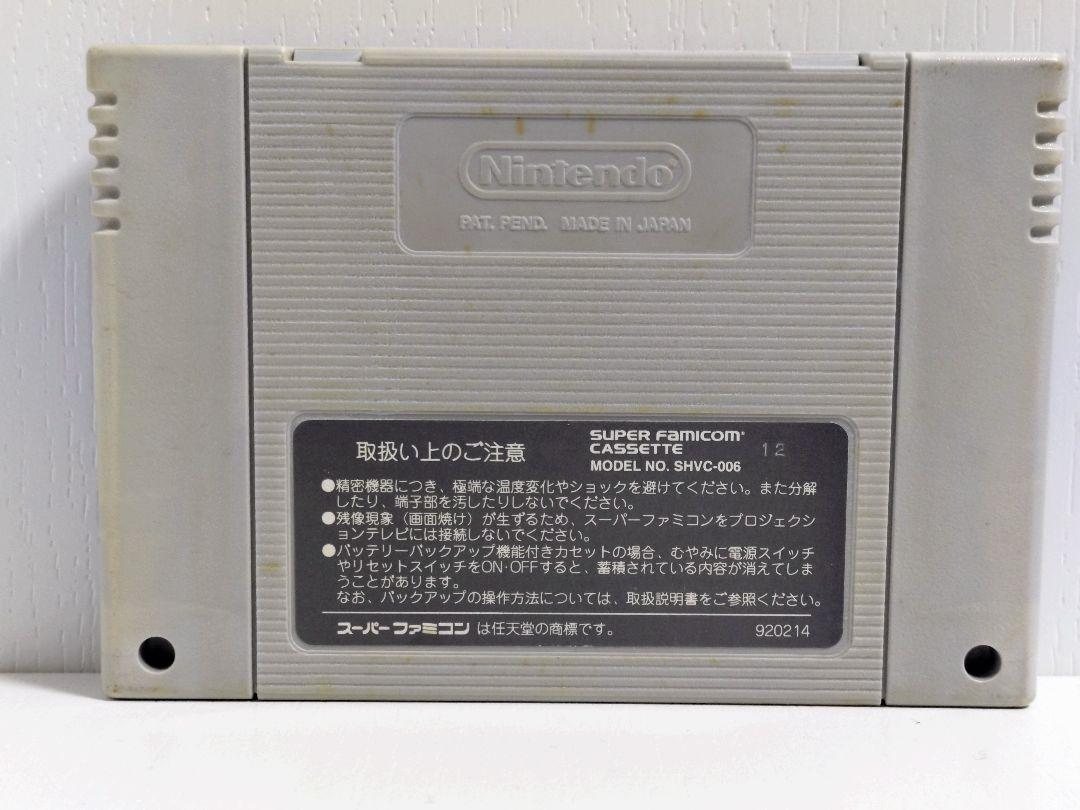 Nintendo®
PAT. PEND. MADE IN JAPAN
取扱い上のご注意
SUPER FAMICOM®
CASSETTE
MODEL NO. SHVC-006
12
●精密機器につき、極端な温度変化やショックを避けてください。また分解
したり、端子部を汚したりしないでください。
●残像現象（画面焼け）が生ずるため、スーパーファミコンをプロジェクシ
ョンテレビには接続しないでください。
●バッテリーバックアップ機能付きカセットの場合、むやみに電源スイッチ
やリセットスイッチをON・OFFすると、蓄積されている内容が消えてしま
うことがあります。
なお、バックアップの操作方法については、取扱説明書をご参照ください。
スーパーファミコン は任天堂の商標です。
920214